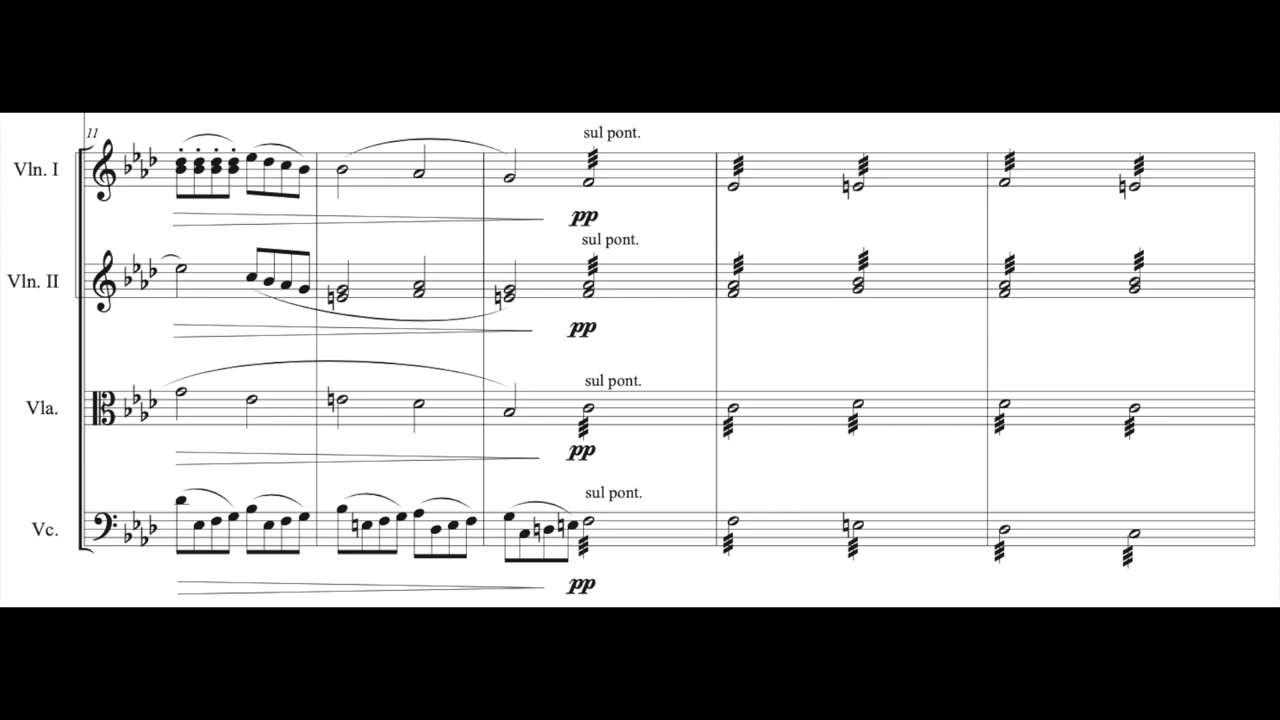 11
Vln. I
sul pont.
pp
Vln. II
sul pont.
pp
Vla.
sul pont.
pp
Vc.
sul pont.
pp